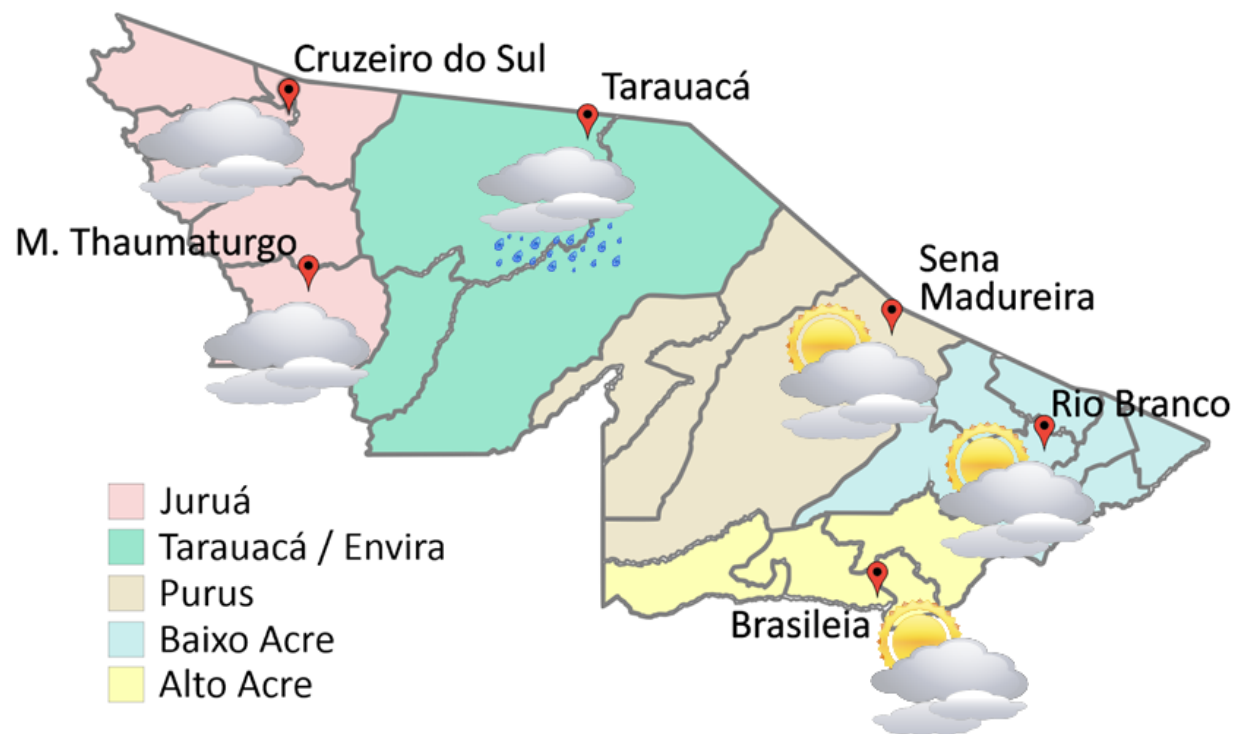 Cruzeiro do Sul
Tarauacá
M. Thaumaturgo
Sena
Madureira
Rio Branco
Brasileia
Juruá
Tarauacá / Envira
Purus
Baixo Acre
Alto Acre